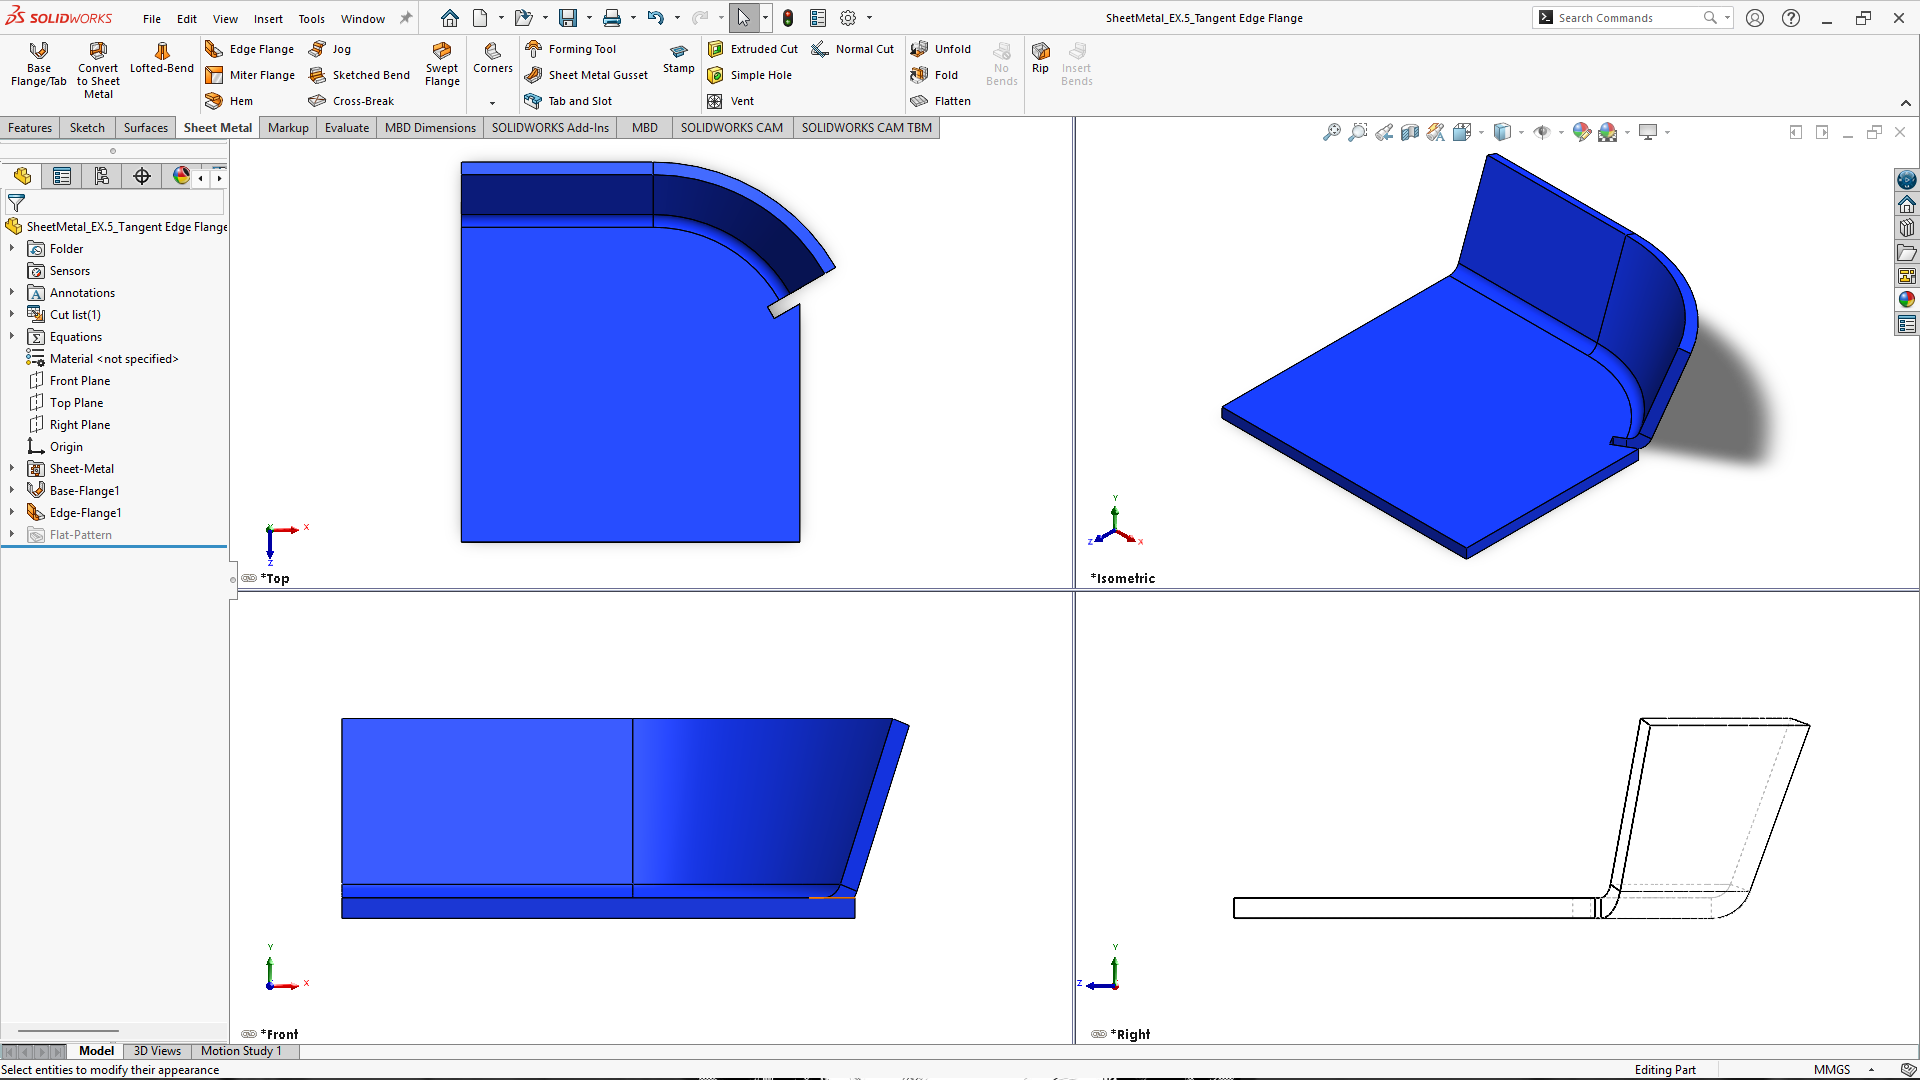 SOLIDWORKS File Edit View Insert Tools Window SheetMetal_EX.5_Tangent Edge Flange Search Commands
Base Flange/Tab
Convert to Sheet Metal
Lofted-Bend
Edge Flange
Miter Flange
Hem
Jog
Sketched Bend
Cross-Break
Swept Flange
Corners
Forming Tool
Sheet Metal Gusset
Tab and Slot
Stamp
Extruded Cut
Simple Hole
Vent
Normal Cut
Unfold
Fold
Flatten
No Bends
Rip
Insert Bends
Features Sketch Surfaces Sheet Metal Markup Evaluate MBD Dimensions SOLIDWORKS Add-Ins MBD SOLIDWORKS CAM SOLIDWORKS CAM TBM
SheetMetal_EX.5_Tangent Edge Flange
Folder
Sensors
Annotations
Cut list(1)
Equations
Material <not specified>
Front Plane
Top Plane
Right Plane
Origin
Sheet-Metal
Base-Flange1
Edge-Flange1
Flat-Pattern
Y X Z
*Top
Y Z X
*Isometric
Y X
*Front
Y Z
*Right
Model 3D Views Motion Study 1
Select entities to modify their appearance Editing Part MMGS